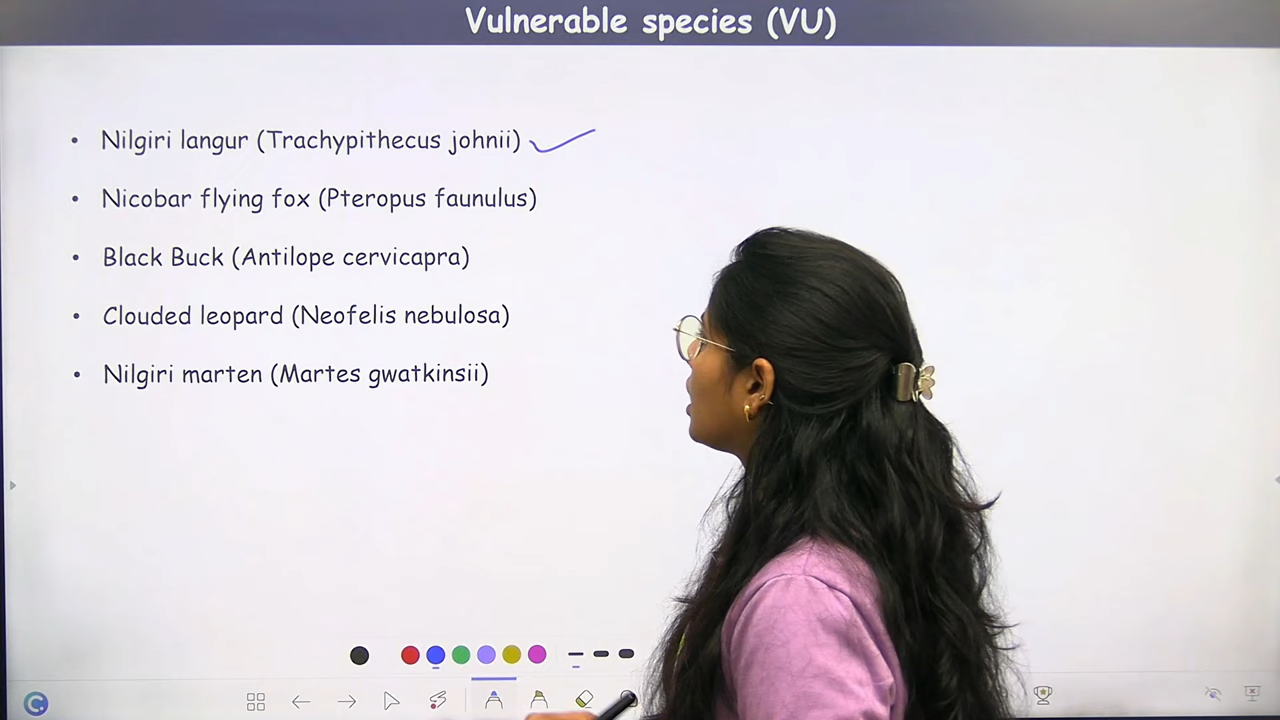 Vulnerable species (VU)
• Nilgiri langur (Trachypithecus johnii)
• Nicobar flying fox (Pteropus faunulus)
• Black Buck (Antilope cervicapra)
• Clouded leopard (Neofelis nebulosa)
• Nilgiri marten (Martes gwatkinsii)